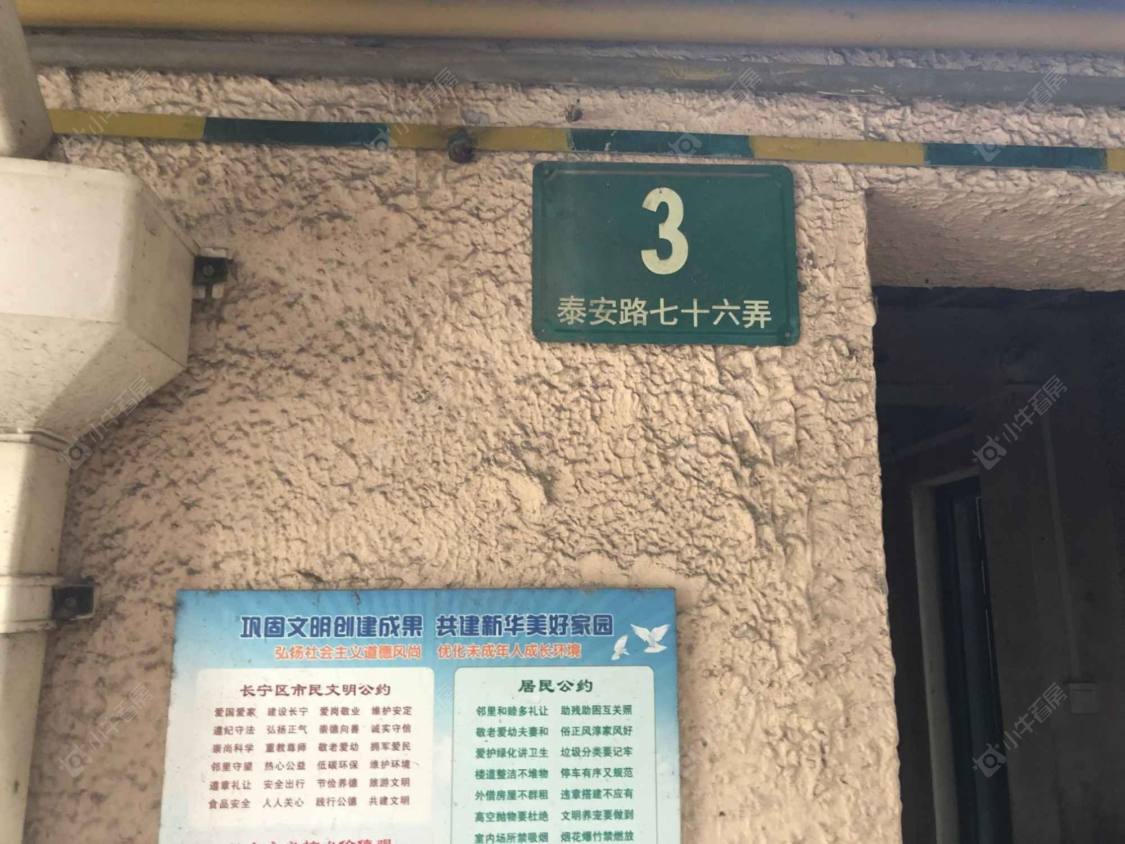 3
泰安路七十六弄
巩固文明创建成果 共建新华美好家园
弘扬社会主义道德风尚 优化未成年人成长环境
长宁区市民文明公约
爱国爱家 建设长宁 爱岗敬业 维护安定
遵纪守法 弘扬正气 崇德向善 诚实守信
崇尚科学 重教尊师 敬老爱幼 拥军爱民
邻里守望 热心公益 低碳环保 维护环境
遵章礼让 安全出行 节俭养德 旅游文明
食品安全 人人关心 践行公德 共建文明
居民公约
邻里和睦多礼让 助残助困互关照
敬老爱幼夫妻和 俗正风淳家风好
爱护绿化讲卫生 垃圾分类要记牢
楼道整洁不堆物 停车有序又规范
外借房屋不群租 违章搭建不应有
高空抛物要杜绝 文明养宠要做到
室内场所禁吸烟 烟花爆竹禁燃放
小牛看房